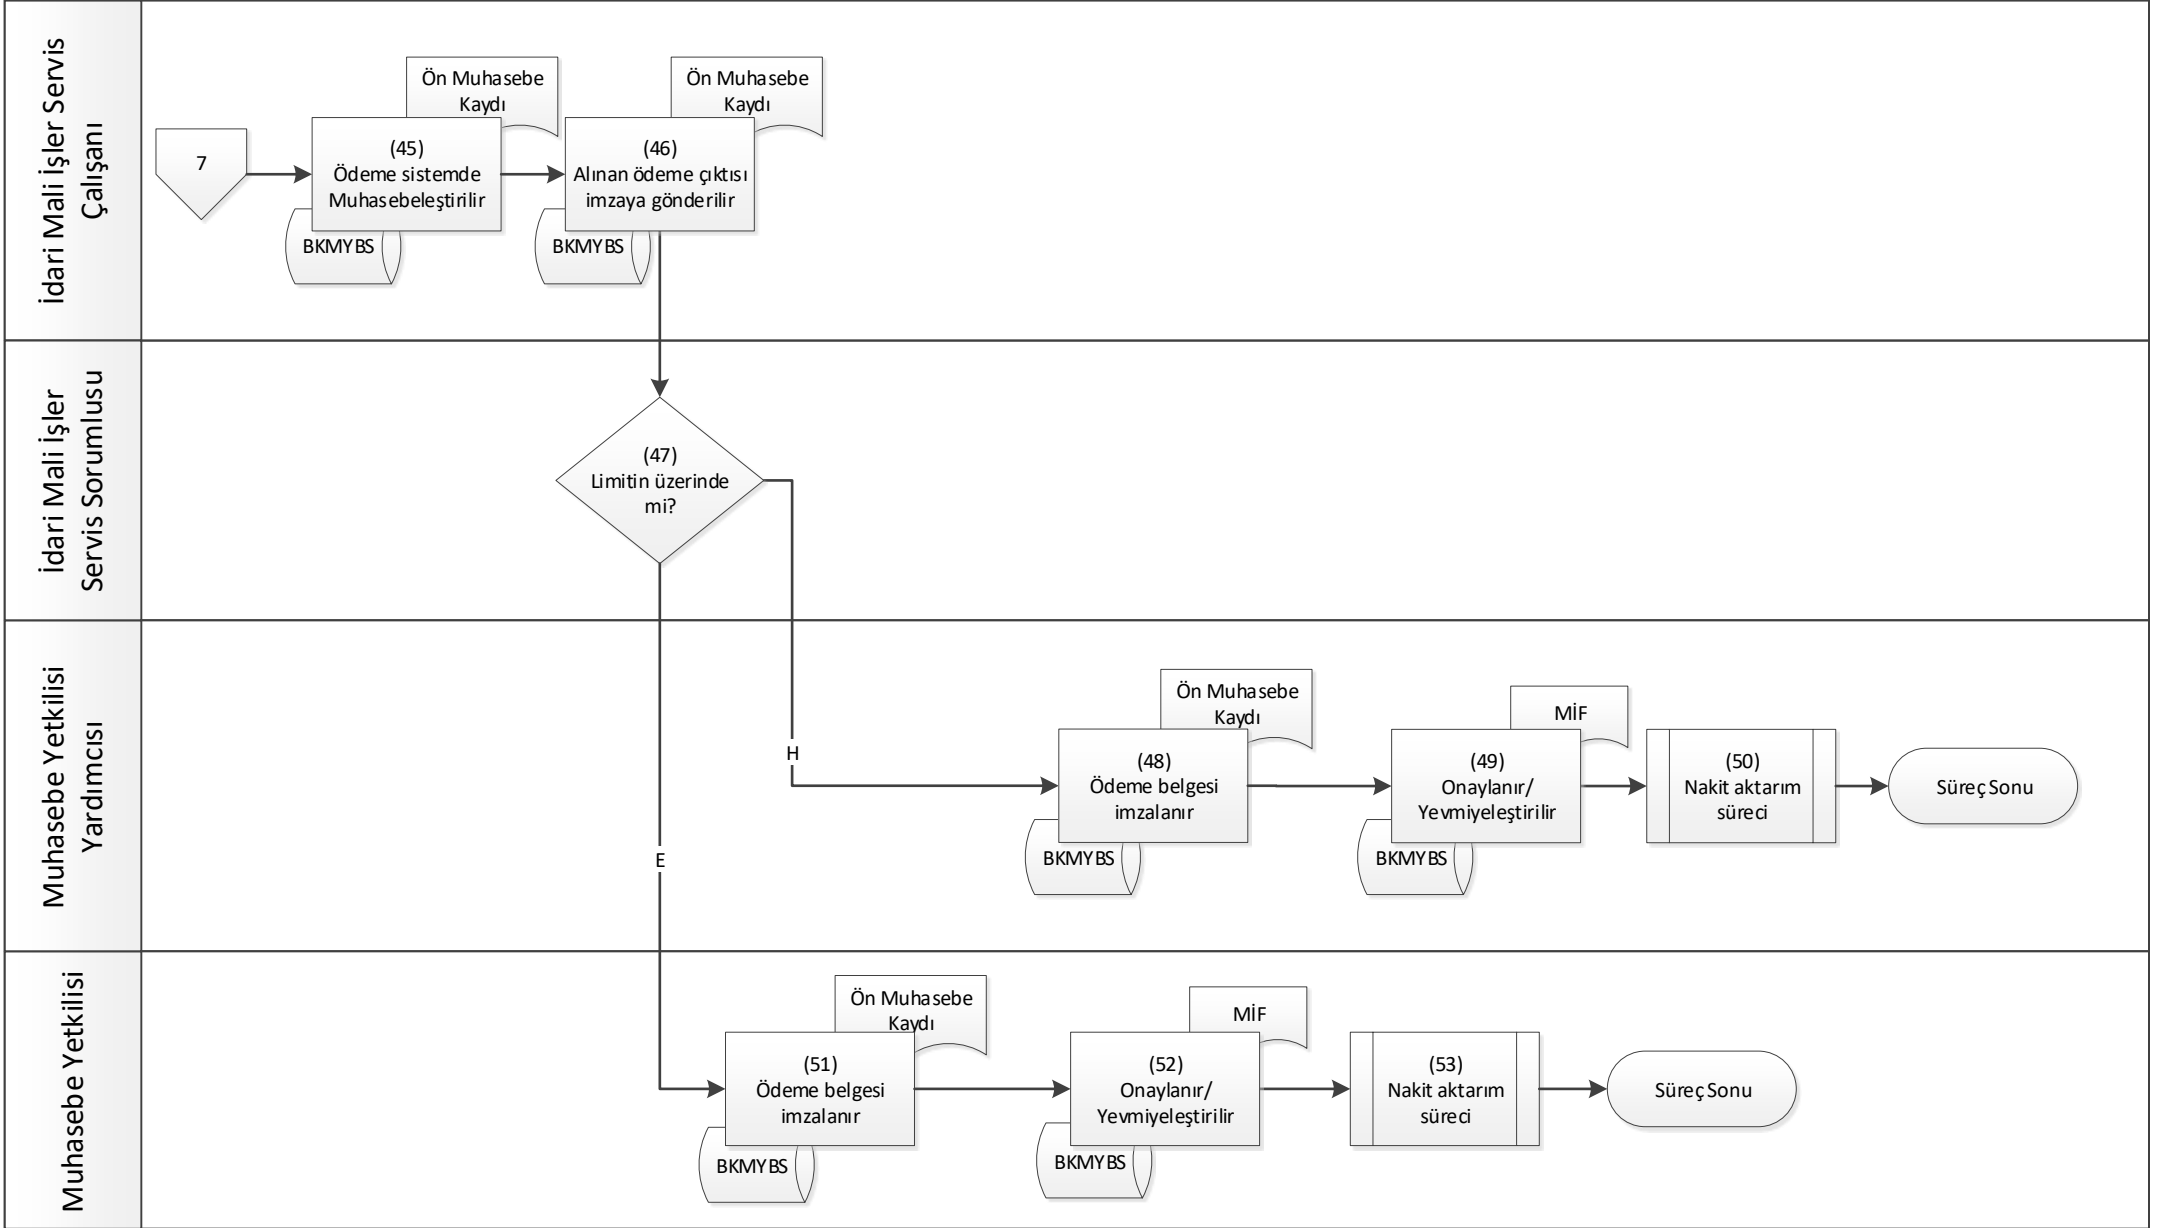 İdari Mali İşler Servis
Çalışanı
7
Ön Muhasebe
Kaydı
(45)
Ödeme sistemde
Muhasebeleştirilir
BKMYBS
Ön Muhasebe
Kaydı
(46)
Alınan ödeme çıktısı
imzaya gönderilir
BKMYBS
İdari Mali İşler
Servis Sorumlusu
(47)
Limitin üzerinde
mi?
Muhasebe Yetkilisi
Yardımcısı
H
Ön Muhasebe
Kaydı
(48)
Ödeme belgesi
imzalanır
BKMYBS
MİF
(49)
Onaylanır/
Yevmiyeleştirilir
BKMYBS
(50)
Nakit aktarım
süreci
Süreç Sonu
E
Muhasebe Yetkilisi
Ön Muhasebe
Kaydı
(51)
Ödeme belgesi
imzalanır
BKMYBS
MİF
(52)
Onaylanır/
Yevmiyeleştirilir
BKMYBS
(53)
Nakit aktarım
süreci
Süreç Sonu